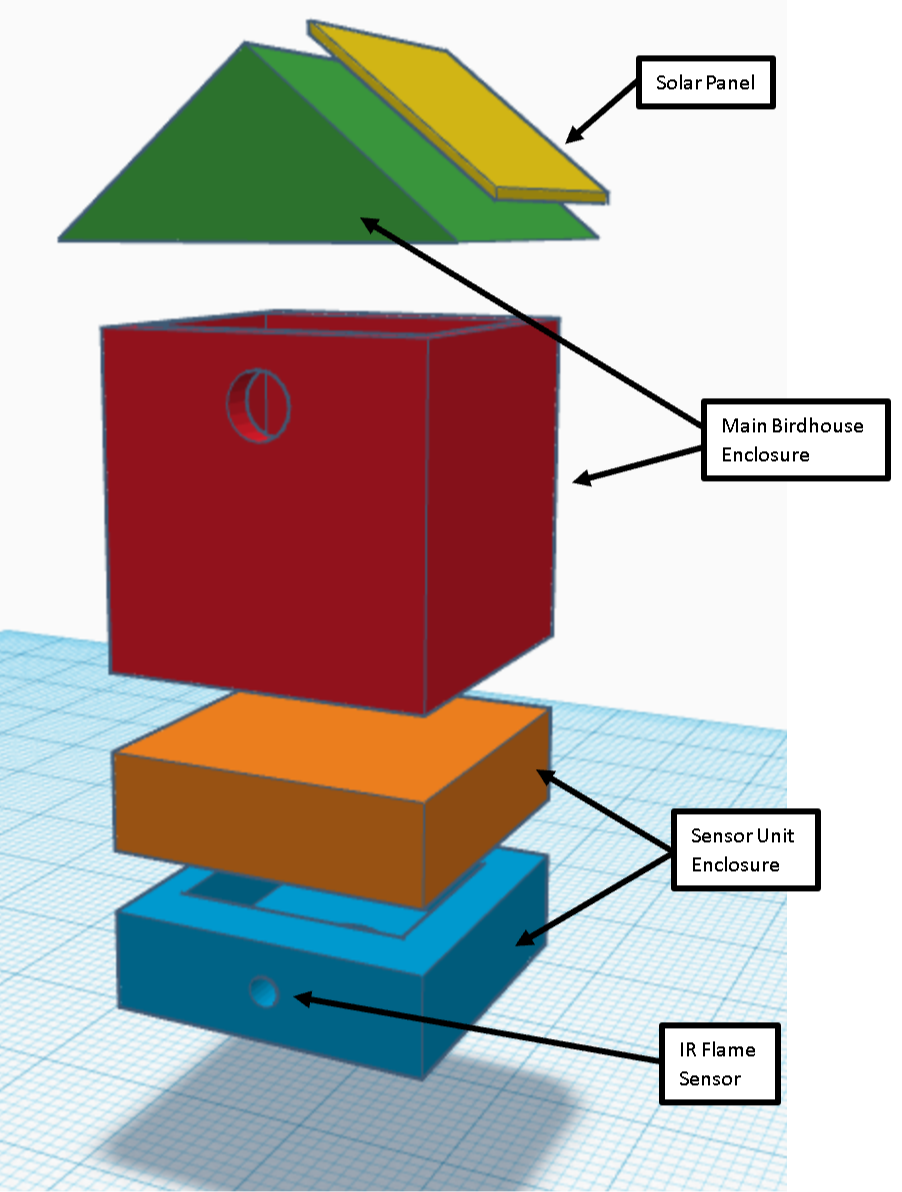 Solar Panel
Main Birdhouse
Enclosure
Sensor Unit
Enclosure
IR Flame
Sensor